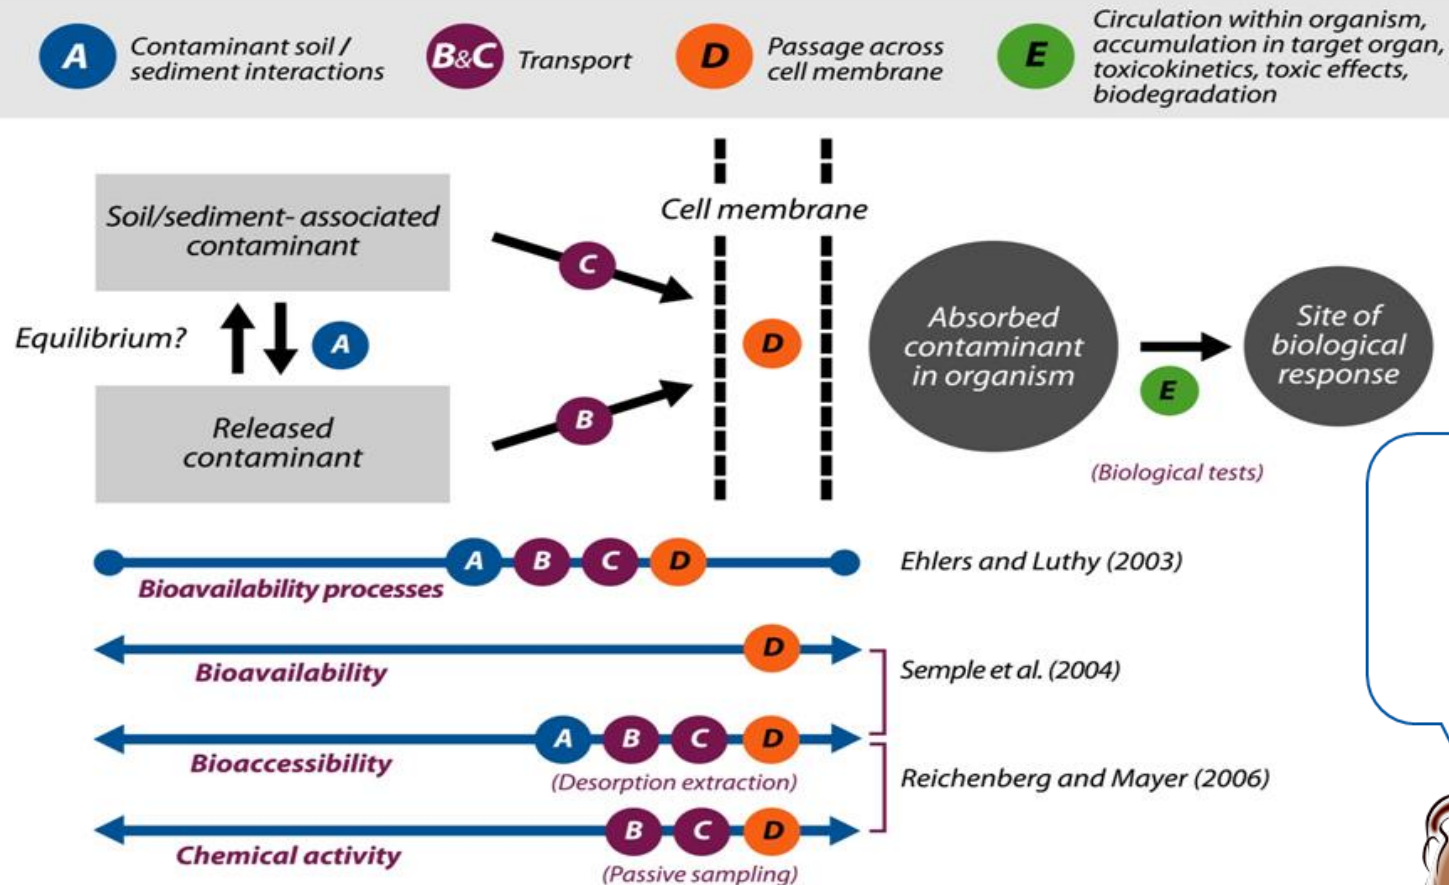 A
Contaminant soil /
sediment interactions
B&C
Transport
D
Passage across
cell membrane
E
Circulation within organism,
accumulation in target organ,
toxicokinetics, toxic effects,
biodegradation
Soil/sediment- associated
contaminant
C
Cell membrane
Equilibrium?
A
D
Absorbed
contaminant
in organism
E
Site of
biological
response
Released
contaminant
B
(Biological tests)
A B C D
Ehlers and Luthy (2003)
Bioavailability processes
D
Bioavailability
Semple et al. (2004)
A B C D
Bioaccessibility
(Desorption extraction)
Reichenberg and Mayer (2006)
B C D
Chemical activity
(Passive sampling)